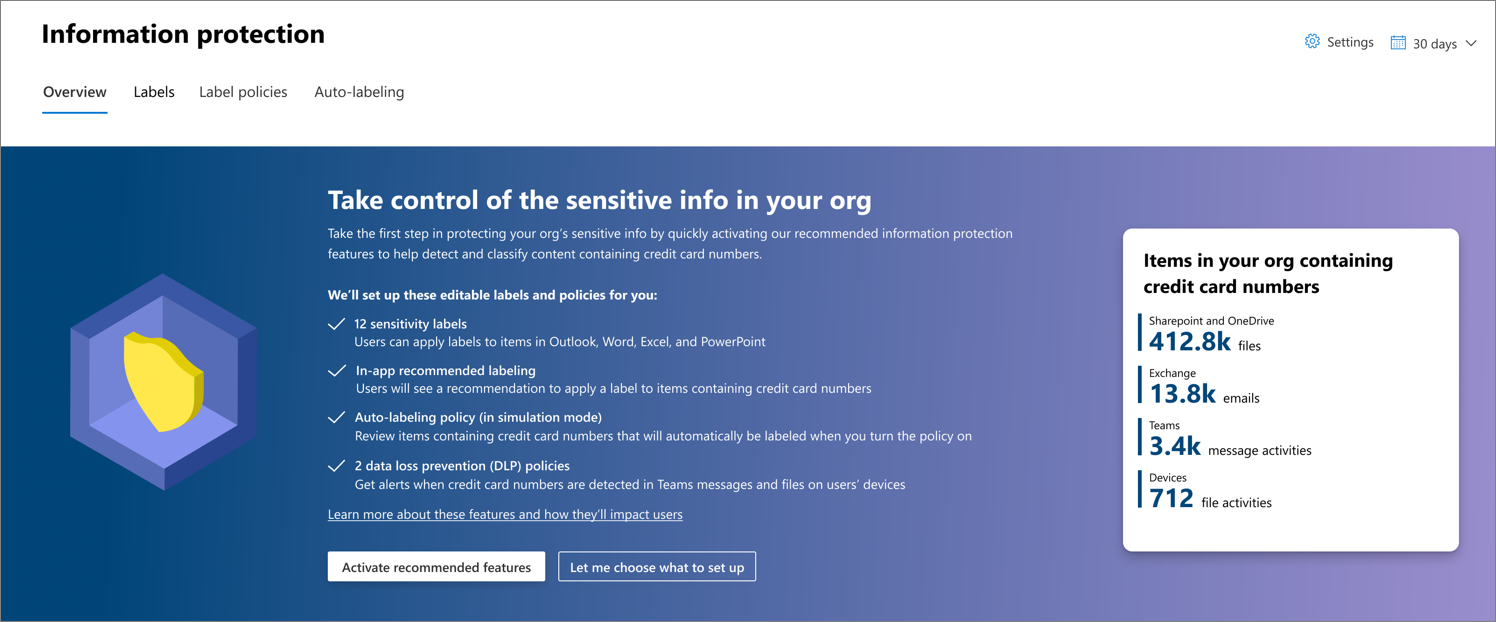 Information protection
Settings
30 days
Overview
Labels
Label policies
Auto-labeling
Take control of the sensitive info in your org
Take the first step in protecting your org’s sensitive info by quickly activating our recommended information protection
features to help detect and classify content containing credit card numbers.
We’ll set up these editable labels and policies for you:
12 sensitivity labels
Users can apply labels to items in Outlook, Word, Excel, and PowerPoint
In-app recommended labeling
Users will see a recommendation to apply a label to items containing credit card numbers
Auto-labeling policy (in simulation mode)
Review items containing credit card numbers that will automatically be labeled when you turn the policy on
2 data loss prevention (DLP) policies
Get alerts when credit card numbers are detected in Teams messages and files on users’ devices
Learn more about these features and how they’ll impact users
Activate recommended features
Let me choose what to set up
Items in your org containing
credit card numbers
Sharepoint and OneDrive
412.8k files
Exchange
13.8k emails
Teams
3.4k message activities
Devices
712 file activities